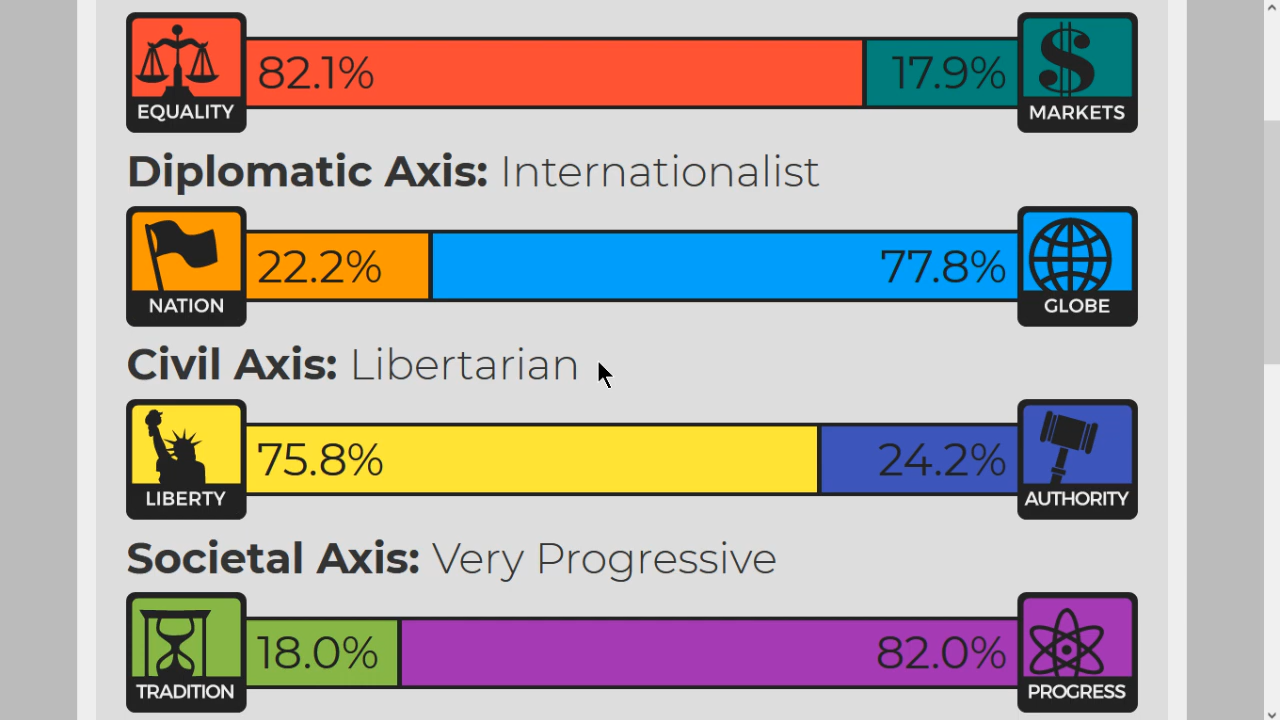 82.1% 17.9%
EQUALITY MARKETS
Diplomatic Axis: Internationalist
22.2% 77.8%
NATION GLOBE
Civil Axis: Libertarian
75.8% 24.2%
LIBERTY AUTHORITY
Societal Axis: Very Progressive
18.0% 82.0%
TRADITION PROGRESS